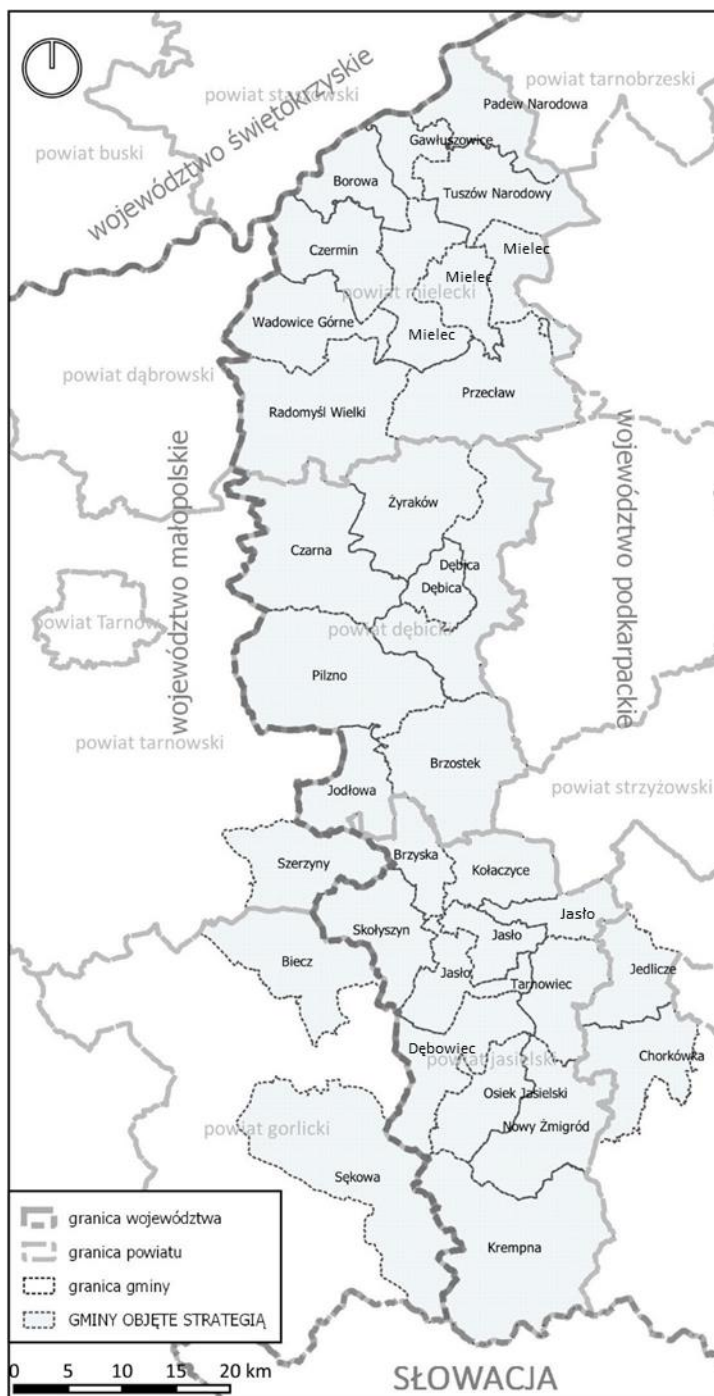 powiat tarnobrzeski
powiat staszowski
Padew Narodowa
województwo świętokrzyskie
powiat buski
Gawłuszowice
Borowa
Tuszów Narodowy
Czermin
Mielec
Mielec
powiat mielecki
Wadowice Górne
Mielec
powiat dąbrowski
Przecław
Radomyśl Wielki
województwo małopolskie
województwo podkarpackie
Żyraków
Czarna
Dębica
Dębica
powiat Tarnów
powiat dębicki
Pilzno
powiat tarnowski
Brzostek
powiat strzyżowski
Jodłowa
Szerzyny
Brzyska
Kołaczyce
Jasło
Skołyszyn
Jasło
Biecz
Jasło
Jedlicze
Tarnowiec
Dębowiec
powiat jasielski
Chorkówka
Osiek Jasielski
powiat gorlicki
Nowy Żmigród
Sękowa
Krempna
granica województwa
granica powiatu
granica gminy
GMINY OBJĘTE STRATEGIĄ
0 5 10 15 20 km
SŁOWACJA